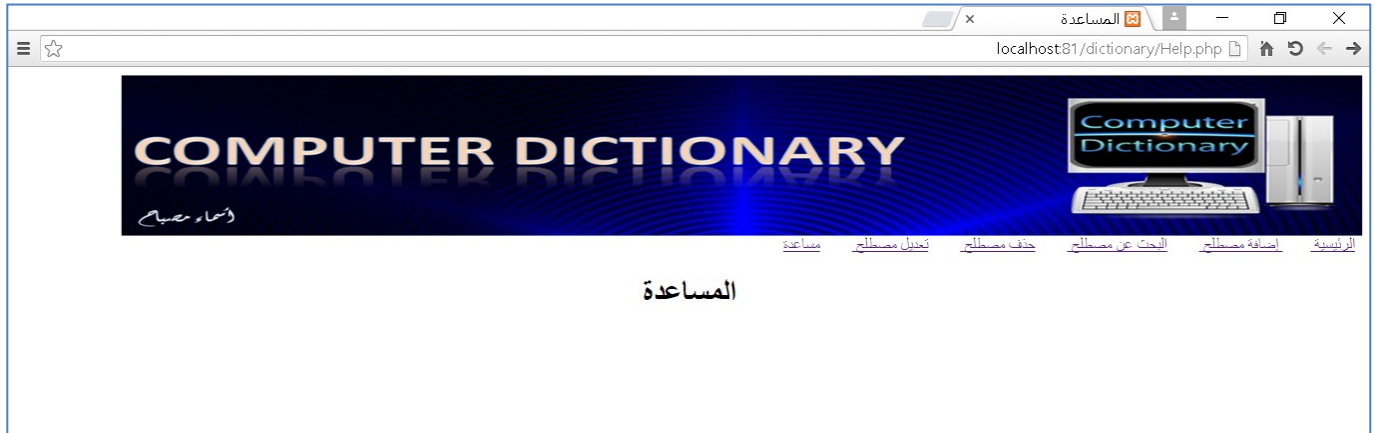 المساعدة
localhost:81/dictionary/Help.php
COMPUTER DICTIONARY
Computer
Dictionary
أسماء مصباح
الرئيسية إضافة مصطلح البحث عن مصطلح حذف مصطلح تعديل مصطلح مساعدة
المساعدة